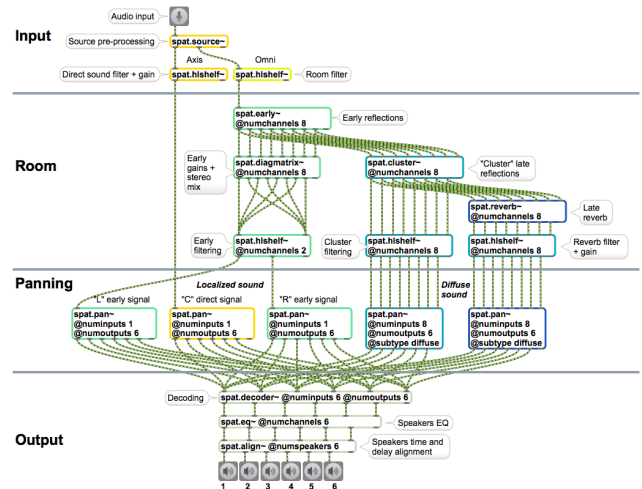 Audio input
Input
Source pre-processing
spat.source~
Axis
Omni
Direct sound filter + gain
spat.hlshelf~
spat.hlshelf~
Room filter
spat.early~
@numchannels 8
Early reflections
Room
Early
gains +
stereo
mix
spat.diagmatrix~
@numchannels 8
spat.cluster~
@numchannels 8
"Cluster" late
reflections
spat.reverb~
@numchannels 8
Late
reverb
Early
filtering
spat.hlshelf~
@numchannels 2
Cluster
filtering
spat.hlshelf~
@numchannels 8
spat.hlshelf~
@numchannels 8
Reverb filter
+ gain
Panning
Localized sound
Diffuse
sound
"L" early signal
"C" direct signal
"R" early signal
spat.pan~
@numinputs 1
@numoutputs 6
spat.pan~
@numinputs 1
@numoutputs 6
spat.pan~
@numinputs 1
@numoutputs 6
spat.pan~
@numinputs 8
@numoutputs 6
@subtype diffuse
spat.pan~
@numinputs 8
@numoutputs 6
@subtype diffuse
Decoding
spat.decoder~ @numinputs 6 @numoutputs 6
spat.eq~ @numchannels 6
Speakers EQ
Output
spat.align~ @numspeakers 6
Speakers time and
delay alignment
1 2 3 4 5 6